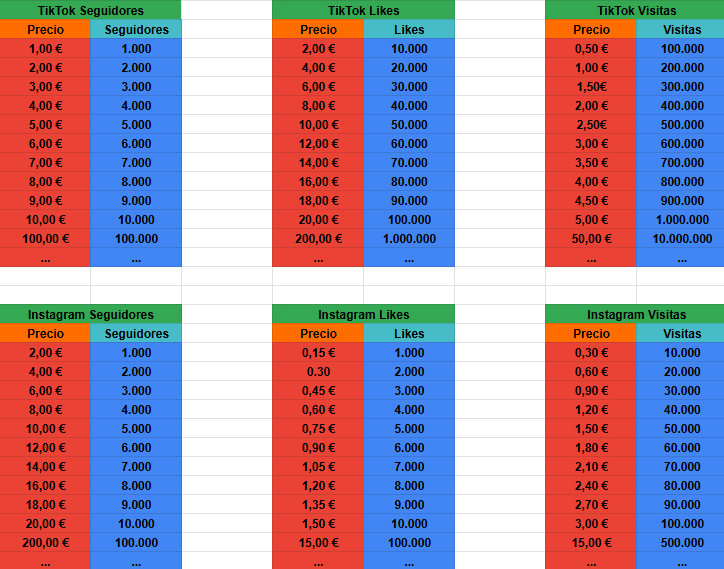 TikTok Seguidores TikTok Likes TikTok Visitas
Precio Seguidores Precio Likes Precio Visitas
1,00 € 1.000 2,00 € 10.000 0,50 € 100.000
2,00 € 2.000 4,00 € 20.000 1,00 € 200.000
3,00 € 3.000 6,00 € 30.000 1,50€ 300.000
4,00 € 4.000 8,00 € 40.000 2,00 € 400.000
5,00 € 5.000 10,00 € 50.000 2,50€ 500.000
6,00 € 6.000 12,00 € 60.000 3,00 € 600.000
7,00 € 7.000 14,00 € 70.000 3,50 € 700.000
8,00 € 8.000 16,00 € 80.000 4,00 € 800.000
9,00 € 9.000 18,00 € 90.000 4,50 € 900.000
10,00 € 10.000 20,00 € 100.000 5,00 € 1.000.000
100,00 € 100.000 200,00 € 1.000.000 50,00 € 10.000.000
... ... ... ... ... ...
Instagram Seguidores Instagram Likes Instagram Visitas
Precio Seguidores Precio Likes Precio Visitas
2,00 € 1.000 0,15 € 1.000 0,30 € 10.000
4,00 € 2.000 0.30 2.000 0,60 € 20.000
6,00 € 3.000 0,45 € 3.000 0,90 € 30.000
8,00 € 4.000 0,60 € 4.000 1,20 € 40.000
10,00 € 5.000 0,75 € 5.000 1,50 € 50.000
12,00 € 6.000 0,90 € 6.000 1,80 € 60.000
14,00 € 7.000 1,05 € 7.000 2,10 € 70.000
16,00 € 8.000 1,20 € 8.000 2,40 € 80.000
18,00 € 9.000 1,35 € 9.000 2,70 € 90.000
20,00 € 10.000 1,50 € 10.000 3,00 € 100.000
200,00 € 100.000 15,00 € 100.000 15,00 € 500.000
... ... ... ... ... ...